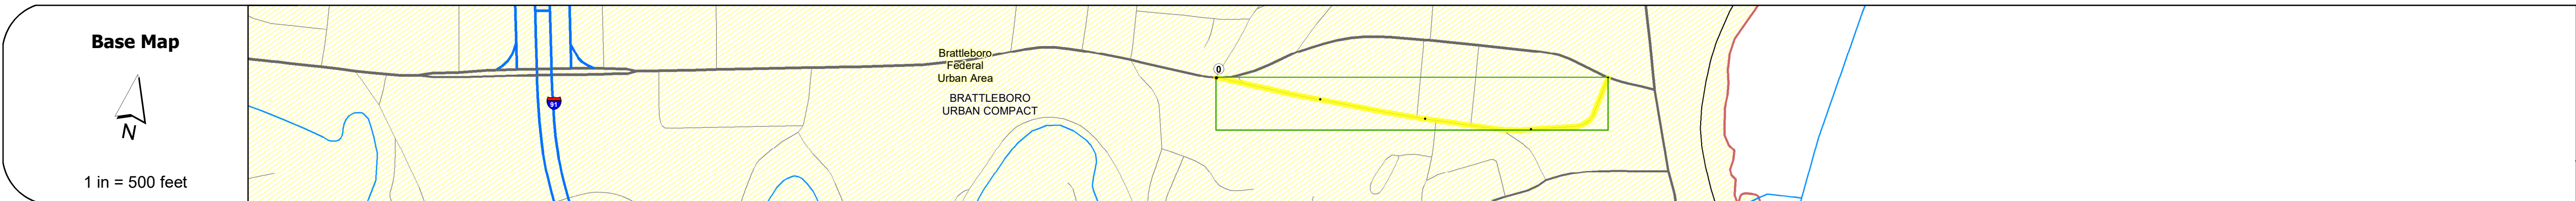 Base Map
N
1 in = 500 feet
91
Brattleboro
Federal
Urban Area
BRATTLEBORO
URBAN COMPACT
0